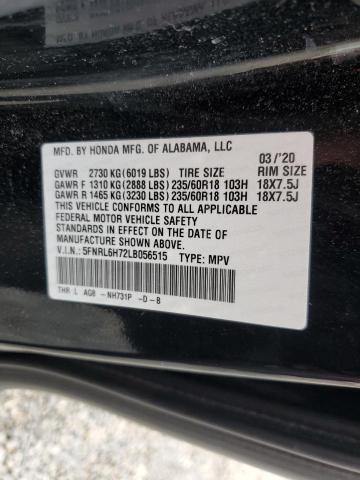 MFD. BY HONDA MFG. OF ALABAMA, LLC
03 /'20
GVWR 2730 KG (6019 LBS) TIRE SIZE RIM SIZE
GAWR F 1310 KG (2888 LBS) 235/60R18 103H 18X7.5J
GAWR R 1465 KG (3230 LBS) 235/60R18 103H 18X7.5J
THIS VEHICLE CONFORMS TO ALL APPLICABLE
FEDERAL MOTOR VEHICLE SAFETY STANDARDS
IN EFFECT ON THE DATE OF MANUFACTURE
SHOWN ABOVE.
V.I.N.: 5FNRL6H72LB056515 TYPE: MPV
THR L AGB -NH731P -D-8